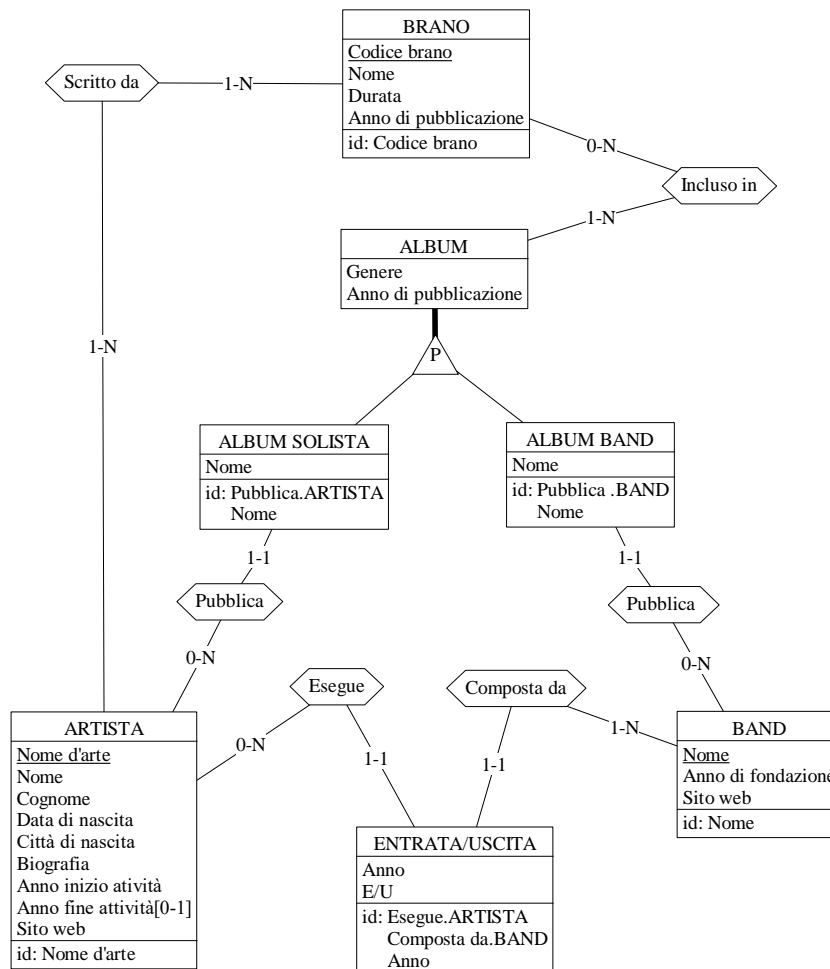 BRANO
Codice brano
Nome
Durata
Anno di pubblicazione
id: Codice brano
Scritto da
1-N
0-N
Incluso in
1-N
ALBUM
Genere
Anno di pubblicazione
1-N
P
ALBUM SOLISTA
Nome
id: Pubblica.ARTISTA
Nome
ALBUM BAND
Nome
id: Pubblica .BAND
Nome
1-1
1-1
Pubblica
Pubblica
0-N
0-N
Esegue
Composta da
0-N
1-N
1-1
1-1
ARTISTA
Nome d'arte
Nome
Cognome
Data di nascita
Città di nascita
Biografia
Anno inizio atività
Anno fine attività[0-1]
Sito web
id: Nome d'arte
BAND
Nome
Anno di fondazione
Sito web
id: Nome
ENTRATA/USCITA
Anno
E/U
id: Esegue.ARTISTA
Composta da.BAND
Anno